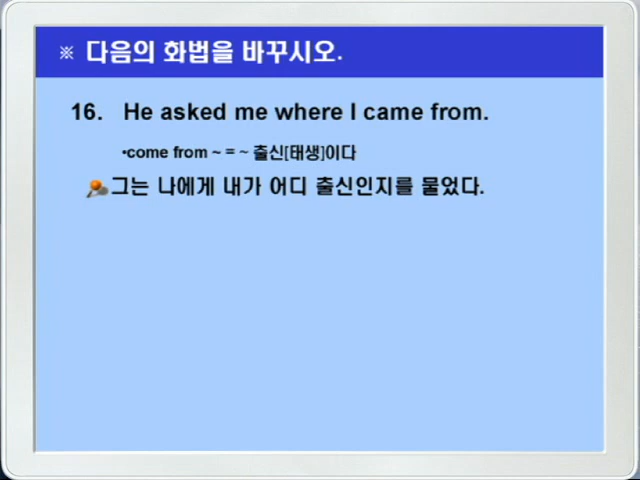 ※ 다음의 화법을 바꾸시오.
16. He asked me where I came from.
•come from ~ = ~ 출신[태생]이다
그는 나에게 내가 어디 출신인지를 물었다.